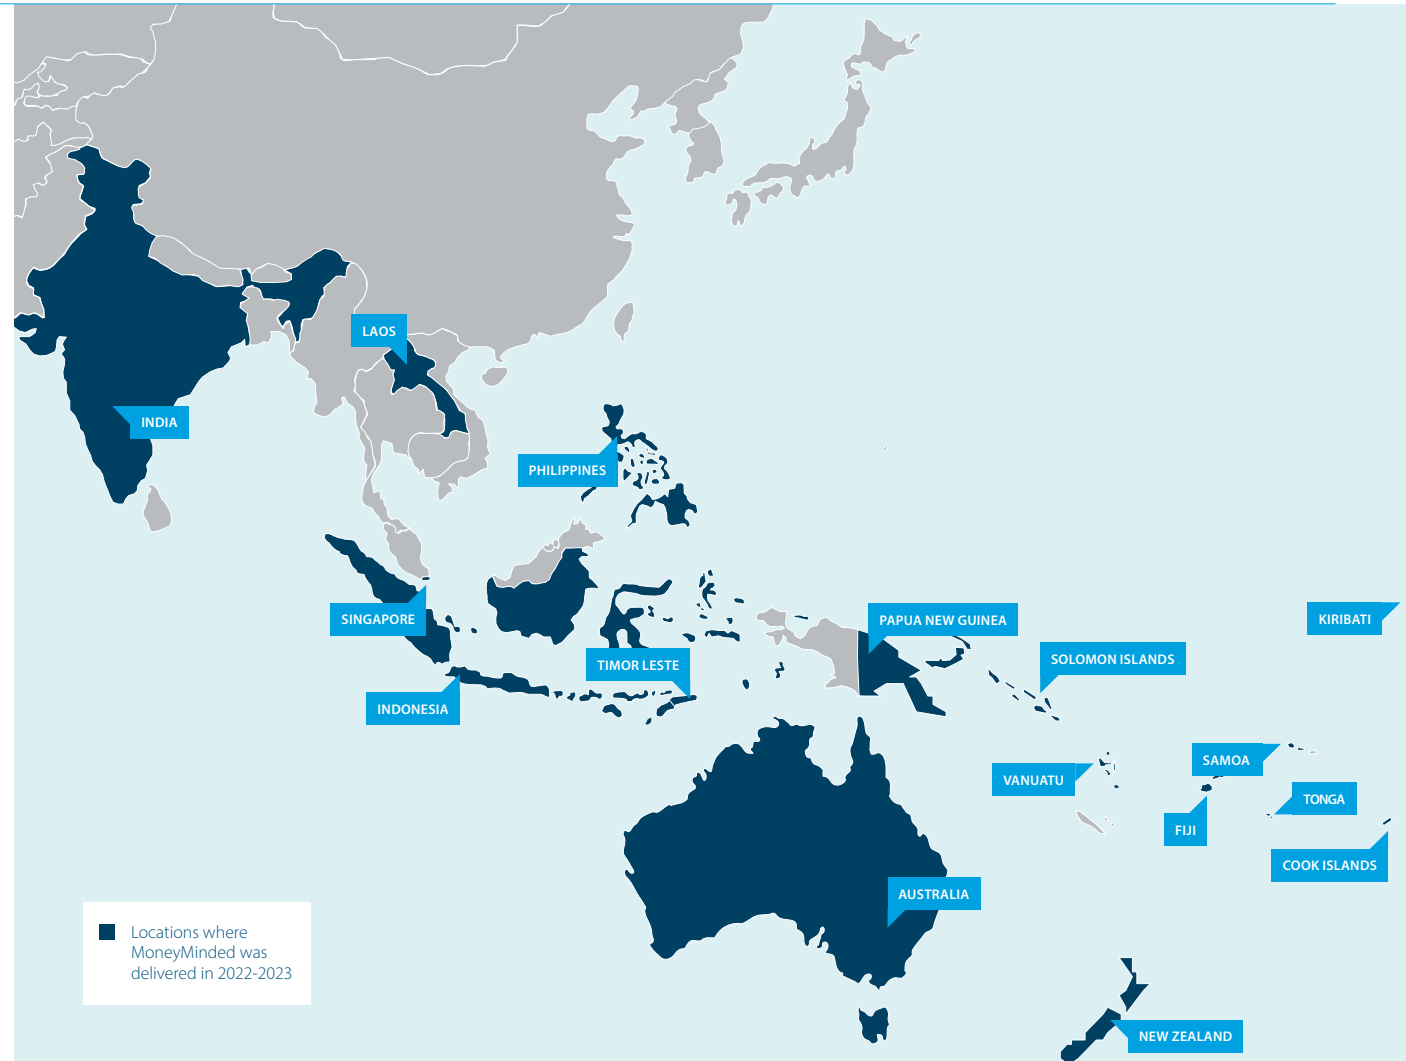 LAOS
INDIA
PHILIPPINES
SINGAPORE
PAPUA NEW GUINEA
KIRIBATI
SOLOMON ISLANDS
TIMOR LESTE
INDONESIA
SAMOA
VANUATU
TONGA
FIJI
COOK ISLANDS
AUSTRALIA
Locations where
MoneyMinded was
delivered in 2022-2023
NEW ZEALAND